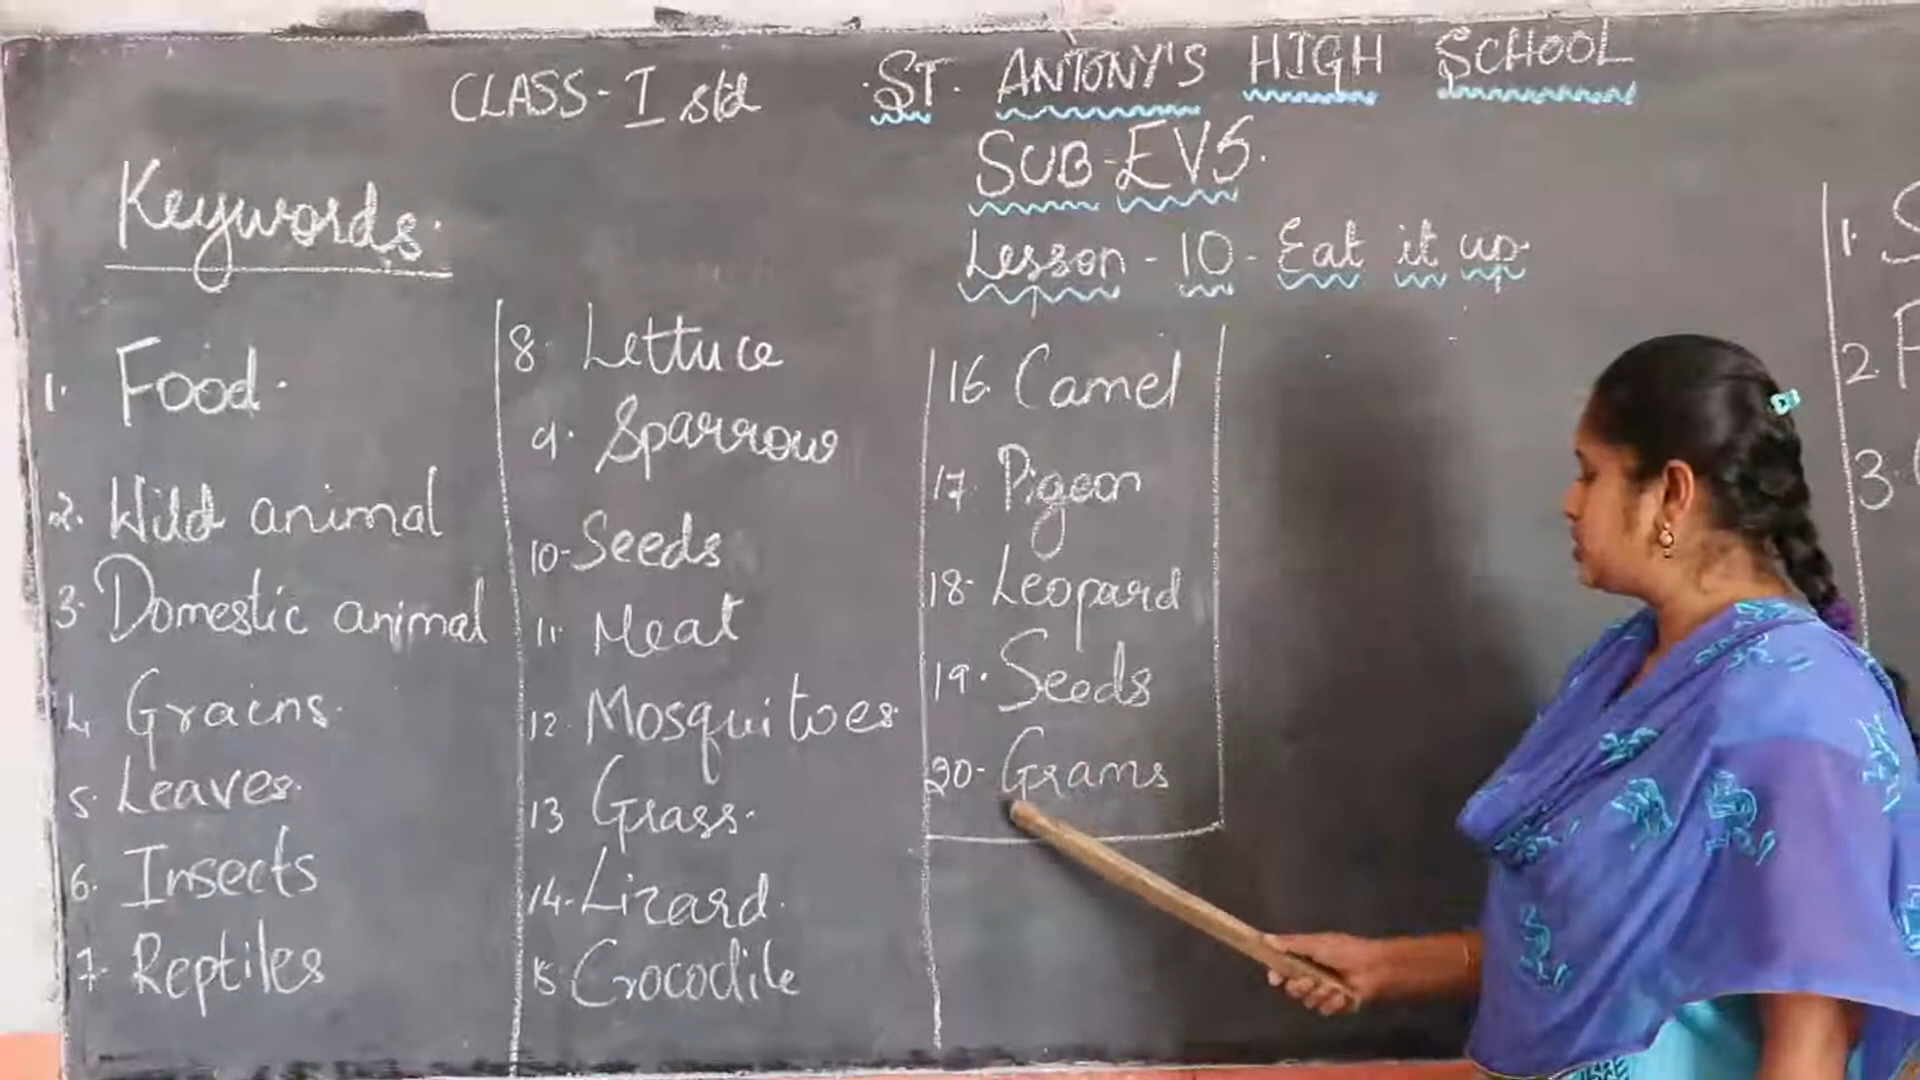 CLASS - I std
ST. ANTONY'S HIGH SCHOOL
SUB-EVS.
Lesson - 10 - Eat it up.
Keywords.
1. Food.
2. Wild animal
3. Domestic animal
4 Grains.
5. Leaves.
6. Insects
7. Reptiles
8. Lettuce
9. Sparrow
10- Seeds
11. Meat
12. Mosquitoes
13 Grass.
14. Lizard.
15 Crocodile
16. Camel
17. Pigeon
18- Leopard
19. Seeds
20- Grams
1. S
2.
3.